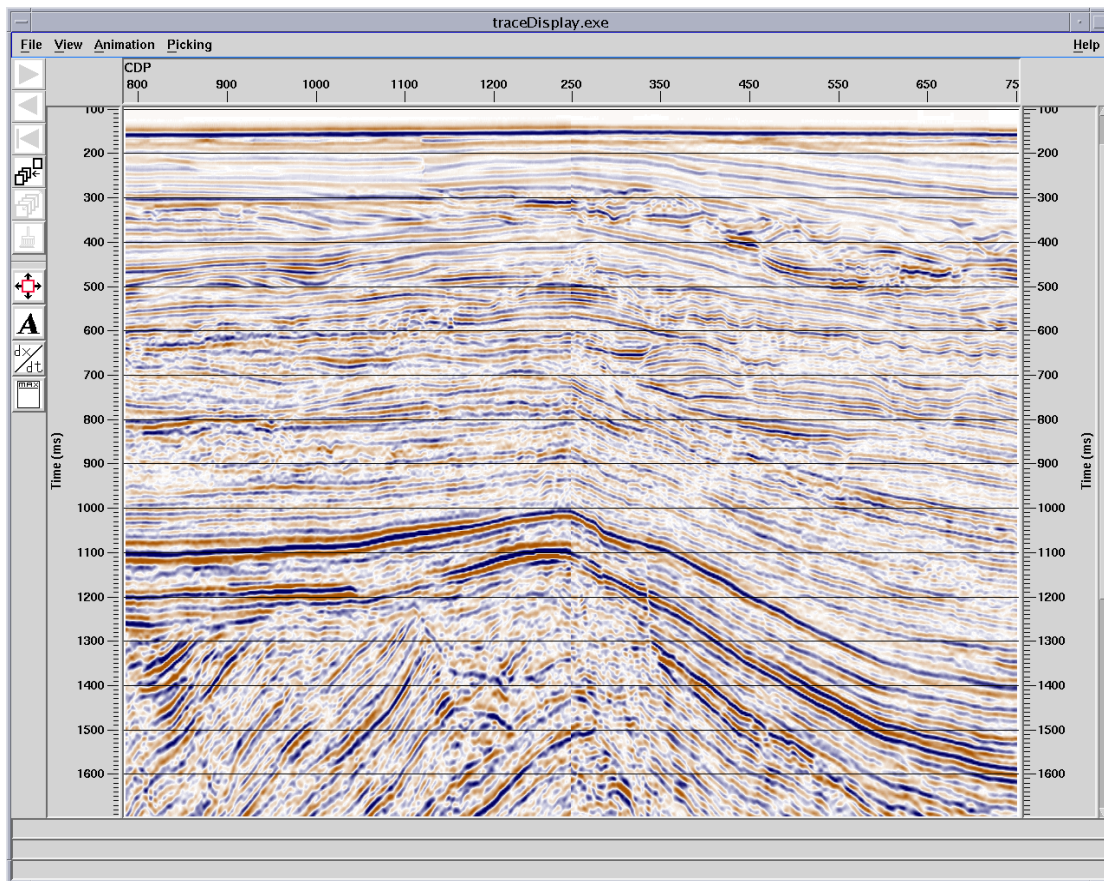 traceDisplay.exe
File View Animation Picking Help
CDP
800 900 1000 1100 1200 250 350 450 550 650 75
100 100
200 200
300 300
400 400
500 500
A
600 600
dx/dt
700 700
max
800 800
Time (ms) Time (ms)
900 900
1000 1000
1100 1100
1200 1200
1300 1300
1400 1400
1500 1500
1600 1600